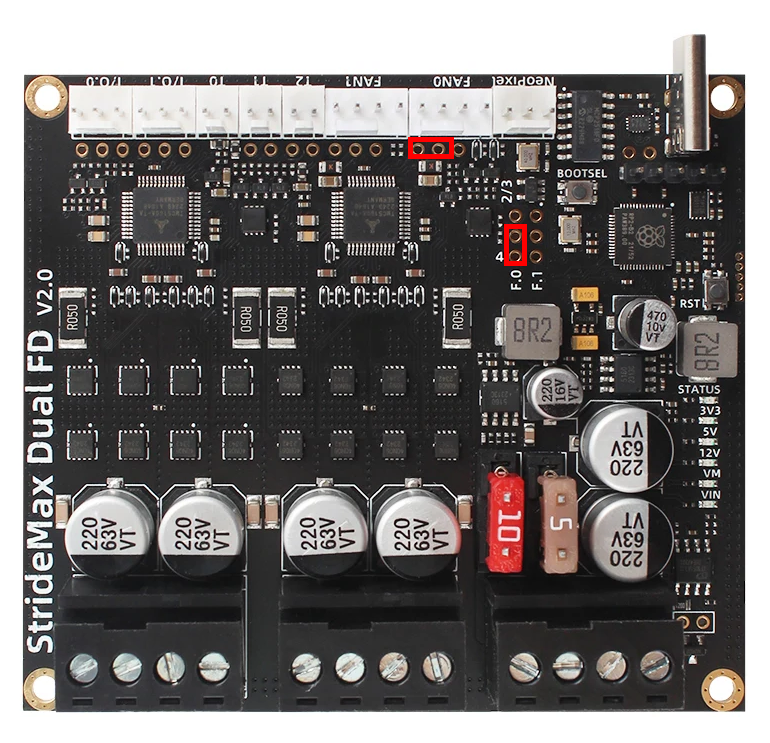 I/O.0
I/O.1
T0
T1
T2
FAN1
FAN0
NeoPixel
BOOTSEL
2/3
4
F.0
F.1
RST
R050
R050
R050
R050
8R2
A108
A108
470
10V
VT
8R2
220
16V
VT
STATUS
3V3
5V
12V
VM
VIN
StrideMax Dual FD V2.0
220
63V
VT
220
63V
VT
220
63V
VT
220
63V
VT
10
5
220
63V
VT
220
63V
VT